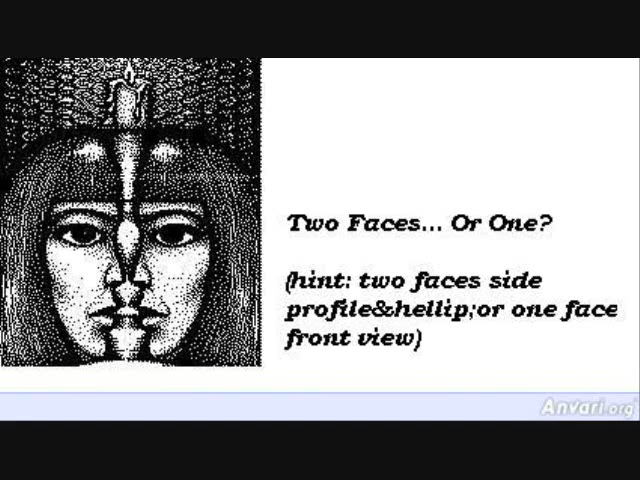 Two Faces... Or One?
(hint: two faces side
profile&hellip;or one face
front view)
Anvari.org